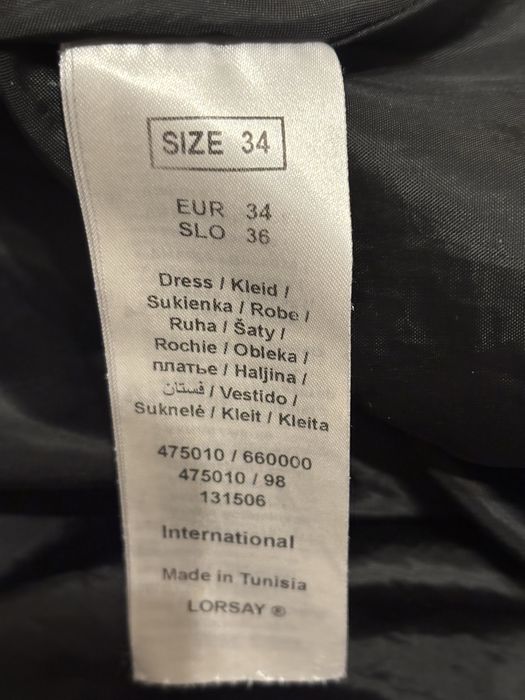 SIZE 34
EUR 34
SLO 36
Dress / Kleid /
Sukienka / Robe /
Ruha / Šaty /
Rochie / Obleka /
платье / Haljina /
فستان / Vestido /
Suknelė / Kleit / Kleita
475010 / 660000
475010 / 98
131506
International
Made in Tunisia
LORSAY ®